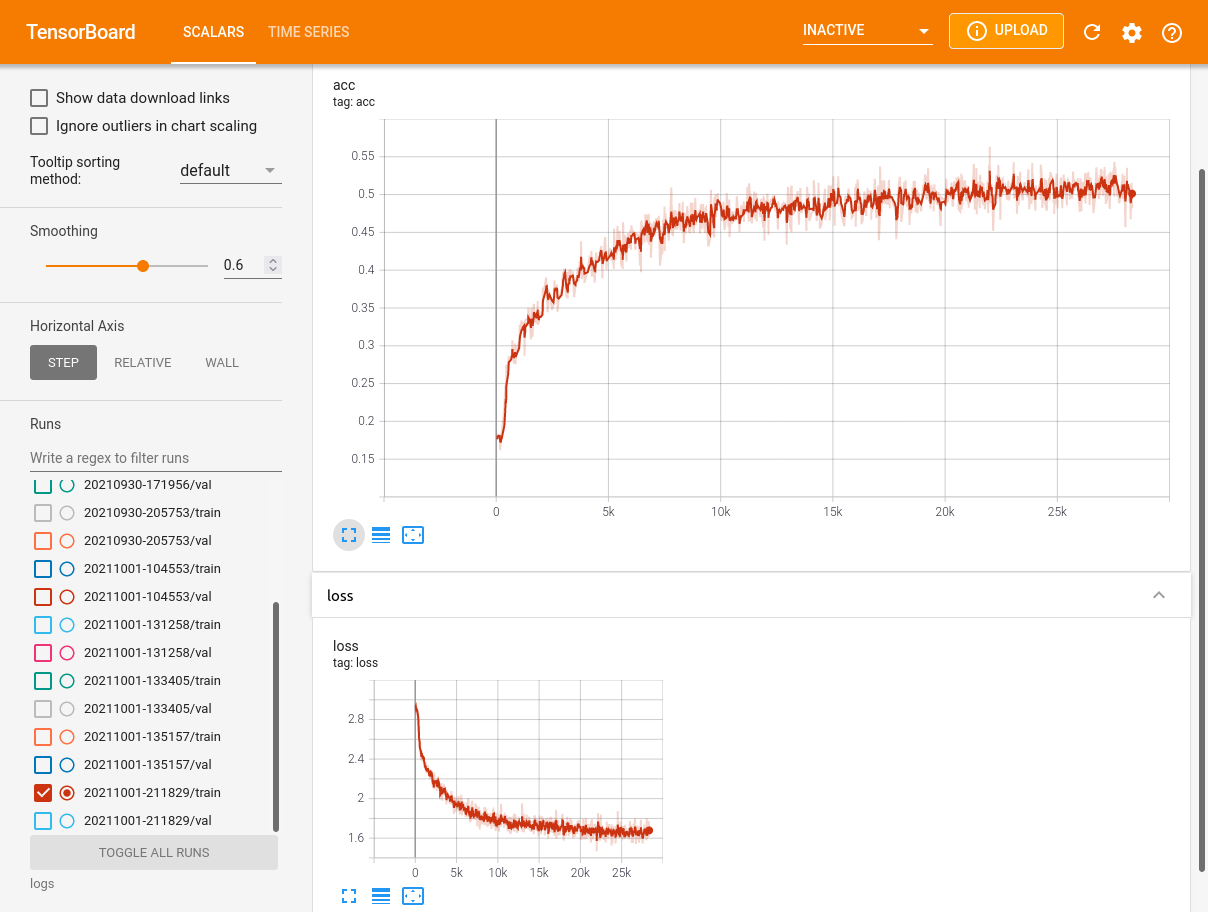 TensorBoard
SCALARS
TIME SERIES
INACTIVE
UPLOAD
Show data download links
Ignore outliers in chart scaling
Tooltip sorting
method:
default
Smoothing
0.6
Horizontal Axis
STEP
RELATIVE
WALL
Runs
Write a regex to filter runs
20210930-171956/val
20210930-205753/train
20210930-205753/val
20211001-104553/train
20211001-104553/val
20211001-131258/train
20211001-131258/val
20211001-133405/train
20211001-133405/val
20211001-135157/train
20211001-135157/val
20211001-211829/train
20211001-211829/val
TOGGLE ALL RUNS
logs
acc
tag: acc
0.55
0.5
0.45
0.4
0.35
0.3
0.25
0.2
0.15
0
5k
10k
15k
20k
25k
loss
loss
tag: loss
2.8
2.4
2
1.6
0
5k
10k
15k
20k
25k